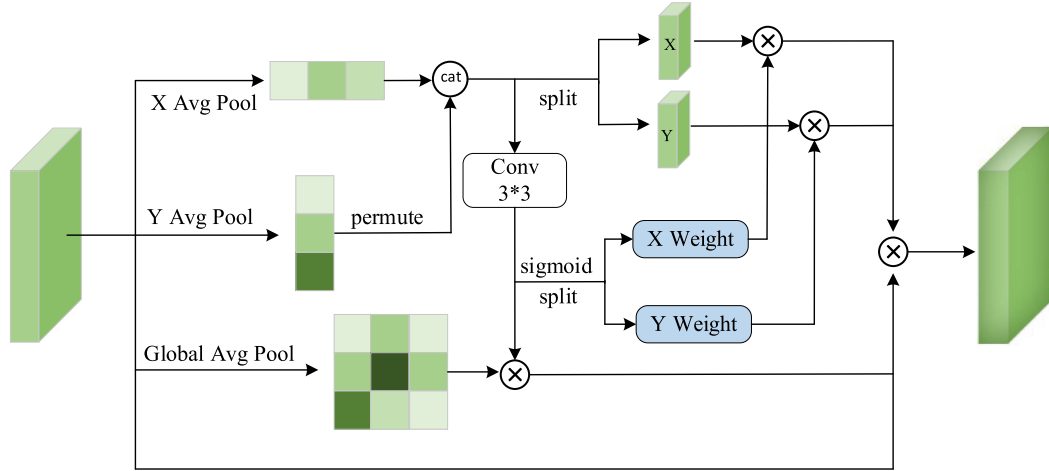 X
cat
X Avg Pool
split
Y
Conv
3*3
Y Avg Pool
permute
X Weight
sigmoid
split
Y Weight
Global Avg Pool